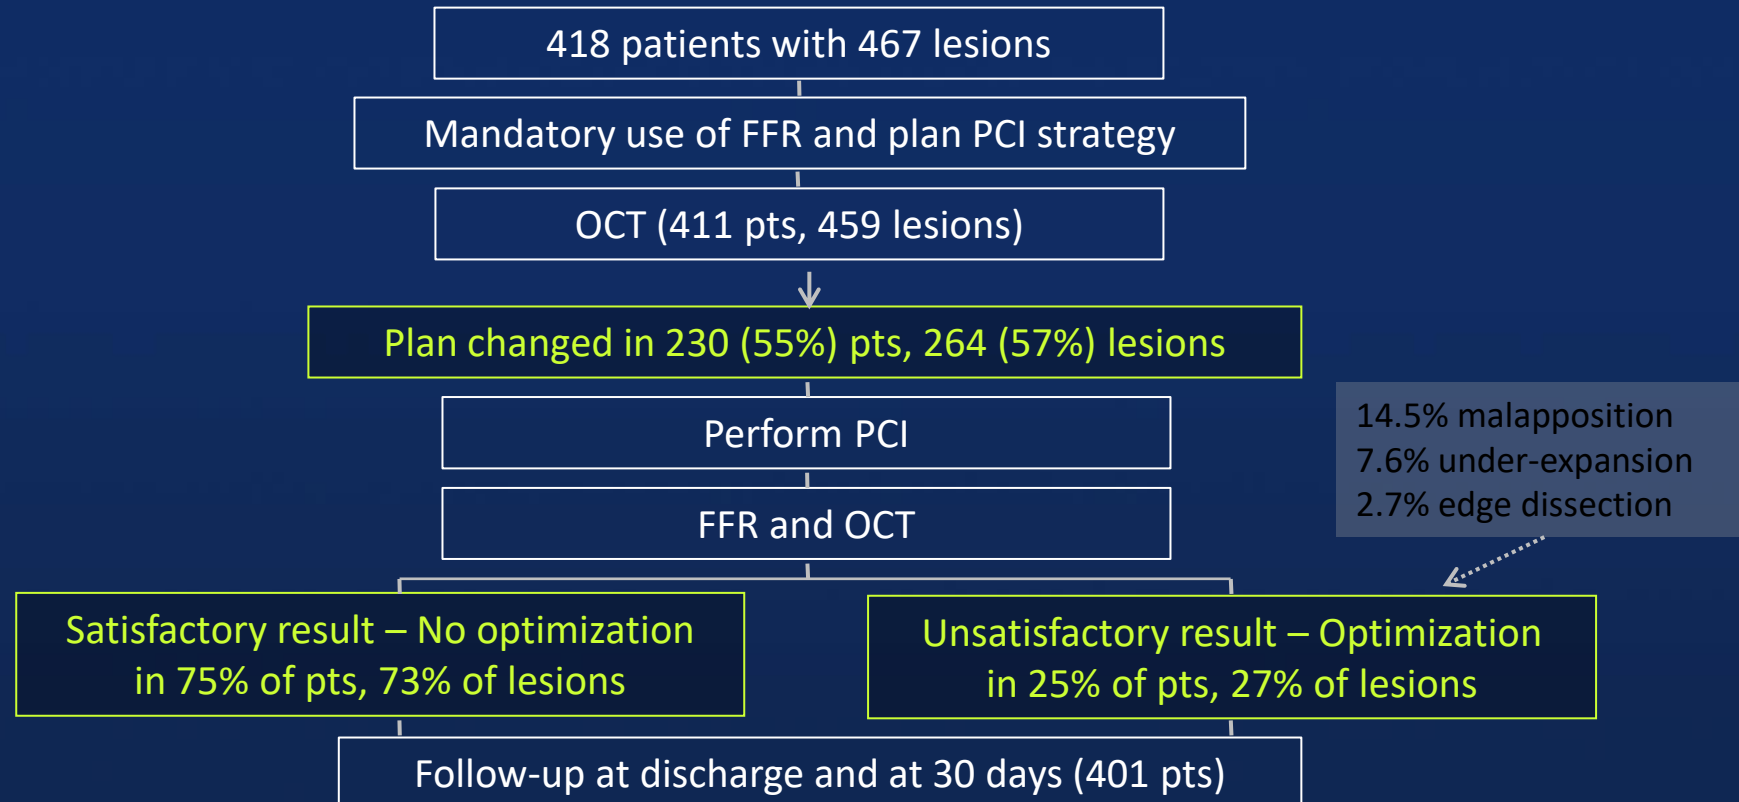 418 patients with 467 lesions
Mandatory use of FFR and plan PCI strategy
OCT (411 pts, 459 lesions)
Plan changed in 230 (55%) pts, 264 (57%) lesions
Perform PCI
14.5% malapposition
7.6% under-expansion
2.7% edge dissection
FFR and OCT
Satisfactory result – No optimization
in 75% of pts, 73% of lesions
Unsatisfactory result – Optimization
in 25% of pts, 27% of lesions
Follow-up at discharge and at 30 days (401 pts)